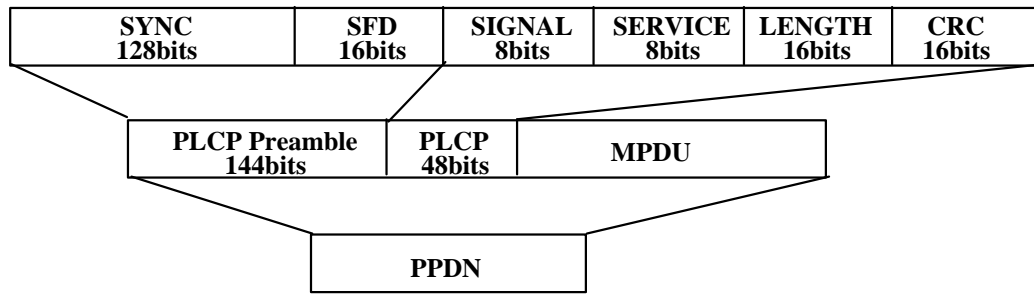 SYNC SFD SIGNAL SERVICE LENGTH CRC
128bits 16bits 8bits 8bits 16bits 16bits
PLCP Preamble PLCP MPDU
144bits 48bits
PPDN